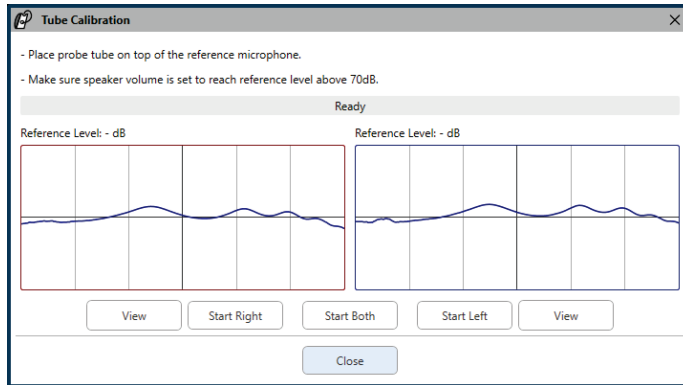 Tube Calibration
- Place probe tube on top of the reference microphone.
- Make sure speaker volume is set to reach reference level above 70dB.
Ready
Reference Level: - dB
Reference Level: - dB
View
Start Right
Start Both
Start Left
View
Close